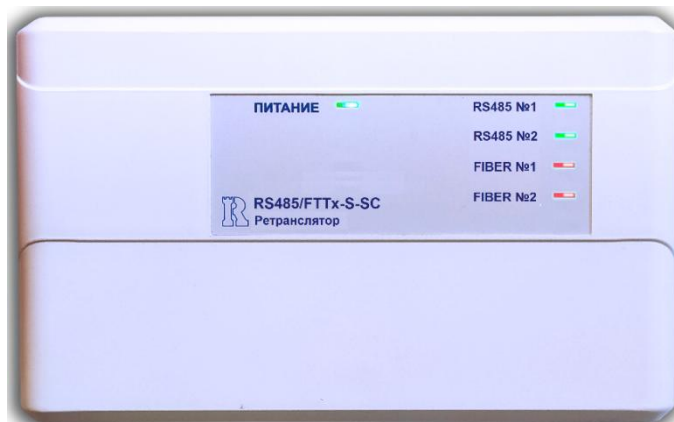 ПИТАНИЕ
RS485 №1
RS485 №2
FIBER №1
FIBER №2
RS485/FTTx-S-SC
Ретранслятор